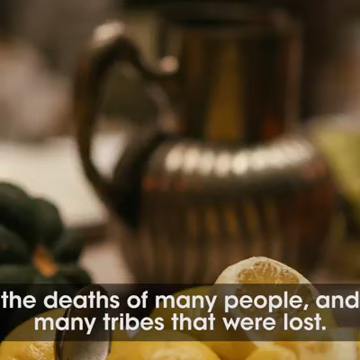 the deaths of many people, and
many tribes that were lost.